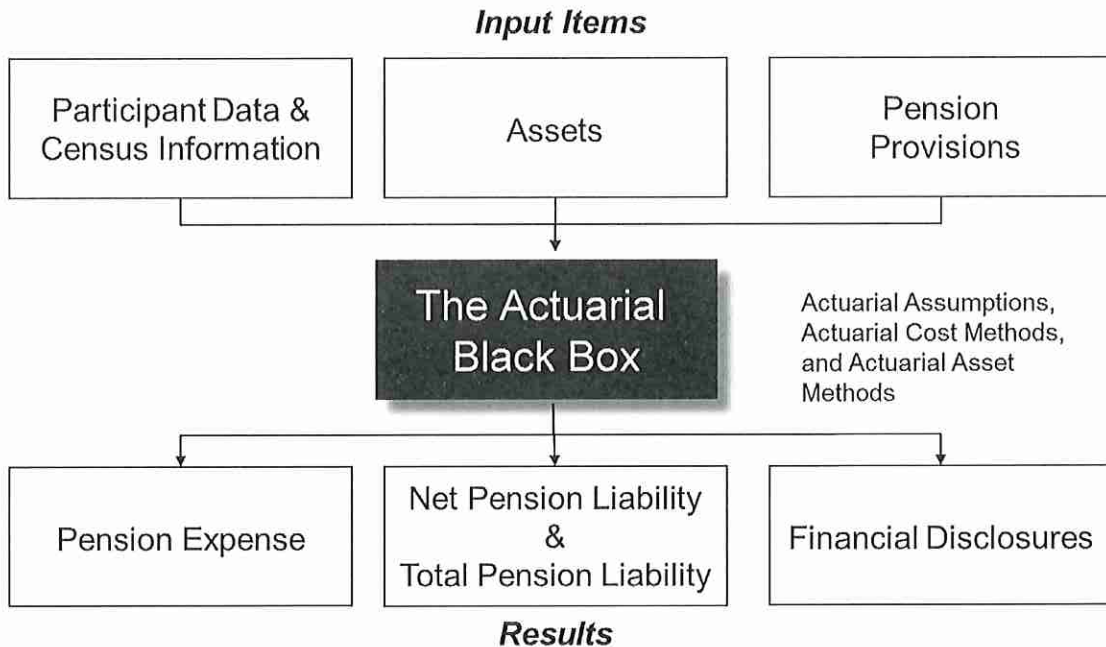 Input Items
Participant Data &
Census Information
Assets
Pension
Provisions
The Actuarial
Black Box
Actuarial Assumptions,
Actuarial Cost Methods,
and Actuarial Asset
Methods
Pension Expense
Net Pension Liability
&
Total Pension Liability
Financial Disclosures
Results